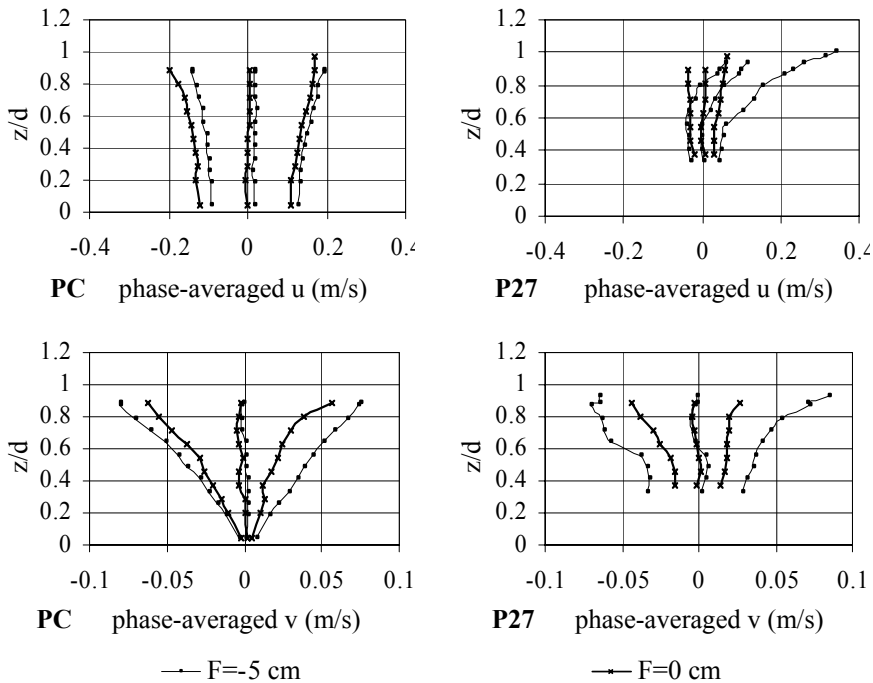 1.2
1
0.8
0.6
0.4
0.2
0
z/d
-0.4 -0.2 0 0.2 0.4
PC phase-averaged u (m/s)
1.2
1
0.8
0.6
0.4
0.2
0
z/d
-0.4 -0.2 0 0.2 0.4
P27 phase-averaged u (m/s)
1.2
1
0.8
0.6
0.4
0.2
0
z/d
-0.1 -0.05 0 0.05 0.1
PC phase-averaged v (m/s)
1.2
1
0.8
0.6
0.4
0.2
0
z/d
-0.1 -0.05 0 0.05 0.1
P27 phase-averaged v (m/s)
F=-5 cm F=0 cm